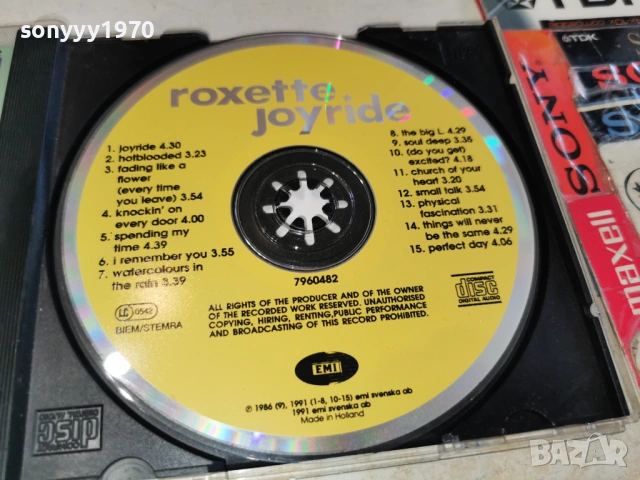 sonyyy1970
roxette
joyride
1. joyride 4.30
2. hotblooded 3.23
3. fading like a
flower
(every time
you leave) 3.54
4. knockin' on
every door 4.00
5. spending my
time 4.39
6. i remember you 3.55
7. watercolours in
the rain 3.39
8. the big L. 4.29
9. soul deep 3.35
10. (do you get)
excited? 4.18
11. church of your
heart 3.20
12. small talk 3.54
13. physical
fascination 3.31
14. things will never
be the same 4.29
15. perfect day 4.06
7960482
LC 0542
BIEM/STEMRA
COMPACT
disc
DIGITAL AUDIO
ALL RIGHTS OF THE PRODUCER AND OF THE OWNER
OF THE RECORDED WORK RESERVED. UNAUTHORISED
COPYING, HIRING, RENTING, PUBLIC PERFORMANCE
AND BROADCASTING OF THIS RECORD PROHIBITED.
EMI
℗ 1986 (9), 1991 (1-8, 10-15) emi svenska ab
1991 emi svenska ab
Made in Holland
TDK
SONY
maxell
disc
BAZAR